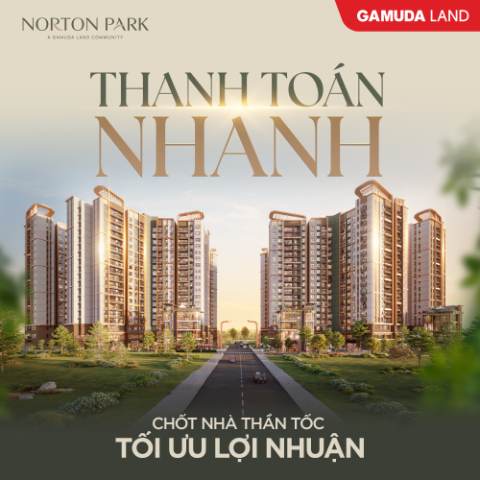 NORTON PARK
A GAMUDA LAND COMMUNITY
GAMUDA LAND
THANH TOÁN
NHANH
CHỐT NHÀ THẦN TỐC
TỐI ƯU LỢI NHUẬN